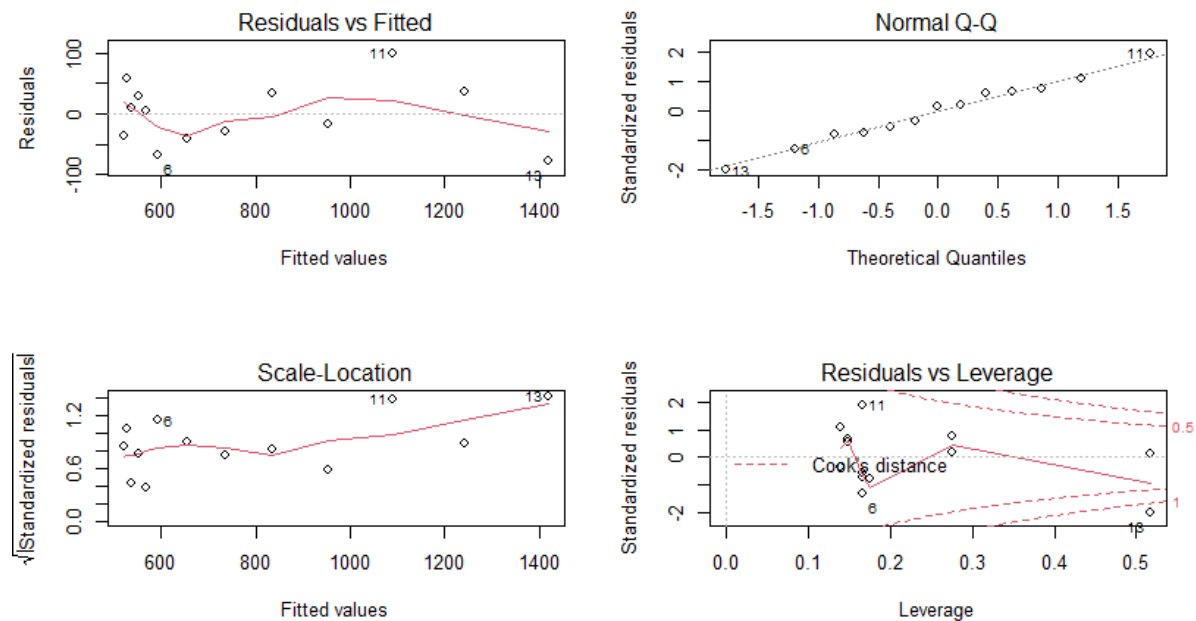 Residuals vs Fitted
Residuals
-100 0 100
11
6
13
600 800 1000 1200 1400
Fitted values
Normal Q-Q
Standardized residuals
-2 0 1 2
11
6
13
-1.5 -1.0 -0.5 0.0 0.5 1.0 1.5
Theoretical Quantiles
Scale-Location
√|Standardized residuals|
0.0 0.6 1.2
6
11
13
600 800 1000 1200 1400
Fitted values
Residuals vs Leverage
Standardized residuals
-2 0 1 2
11
0.5
Cook's distance
1
6
13
0.0 0.1 0.2 0.3 0.4 0.5
Leverage